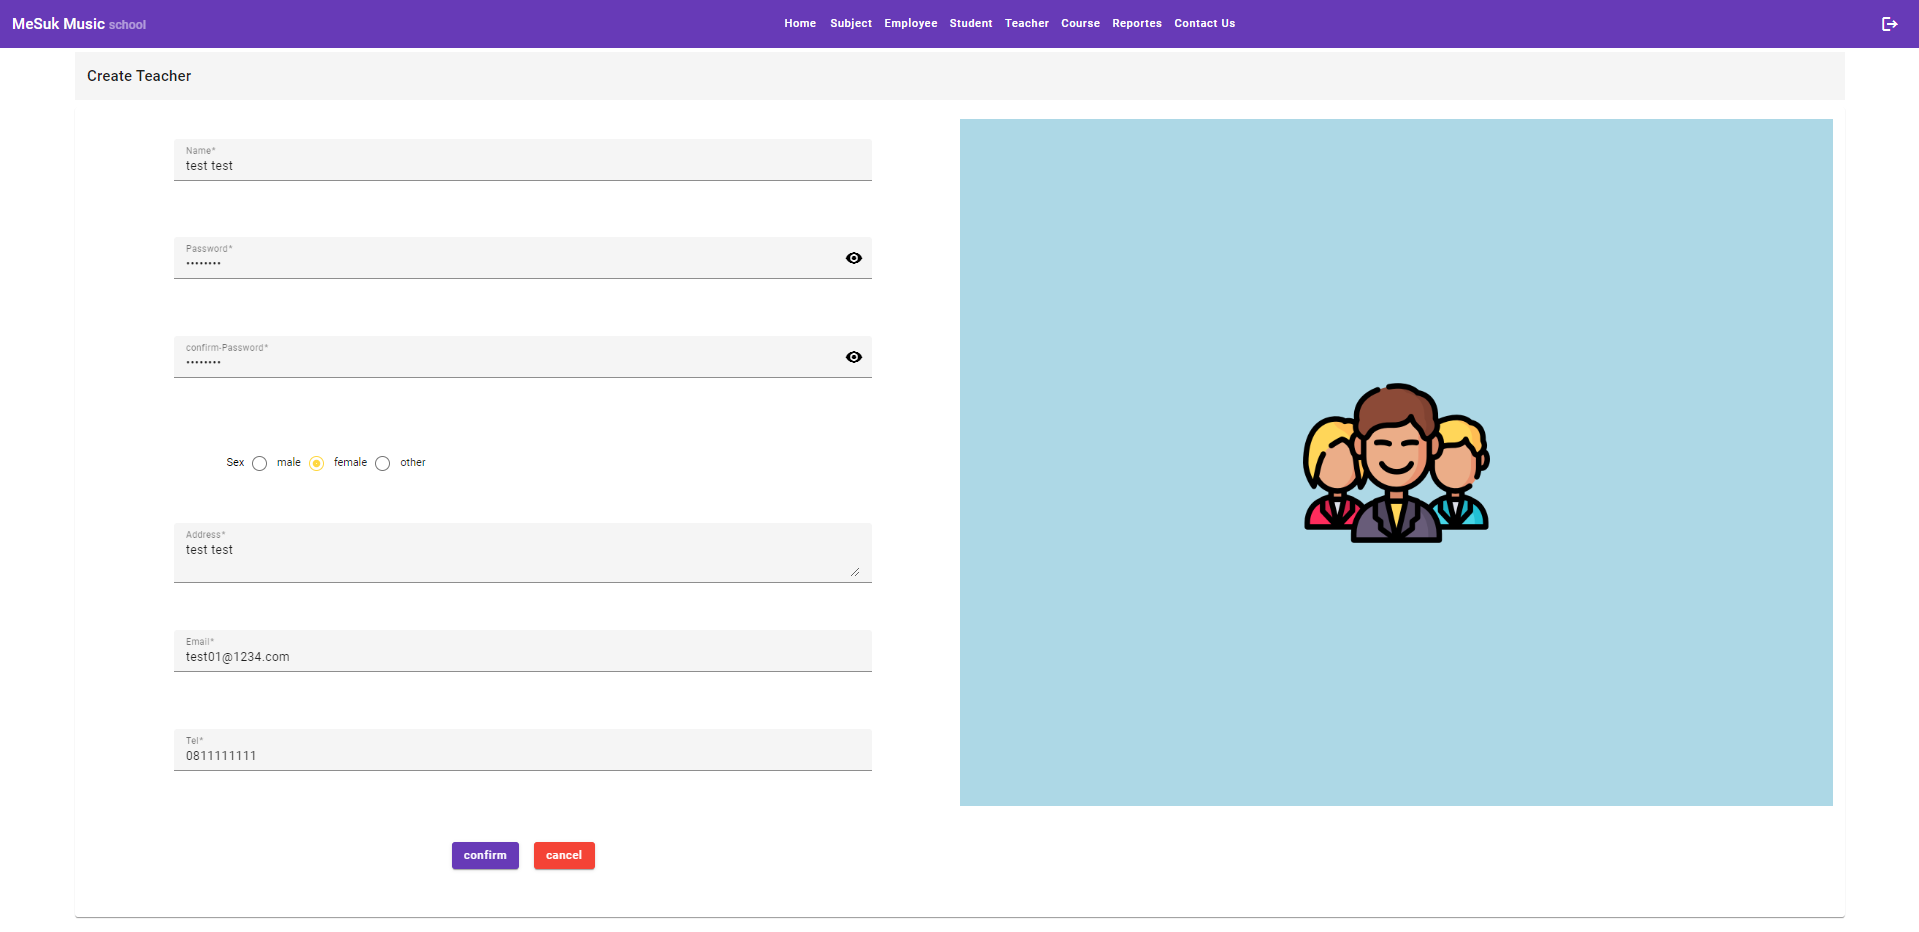 MeSuk Music school
Home Subject Employee Student Teacher Course Reportes Contact Us
Create Teacher
Name*
test test
Password*
••••••••
confirm-Password*
••••••••
Sex male female other
Address*
test test
Email*
test01@1234.com
Tel*
0811111111
confirm cancel